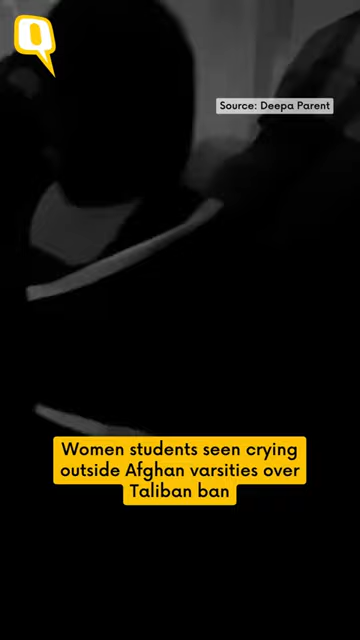 Q
Source: Deepa Parent
Women students seen crying
outside Afghan varsities over
Taliban ban